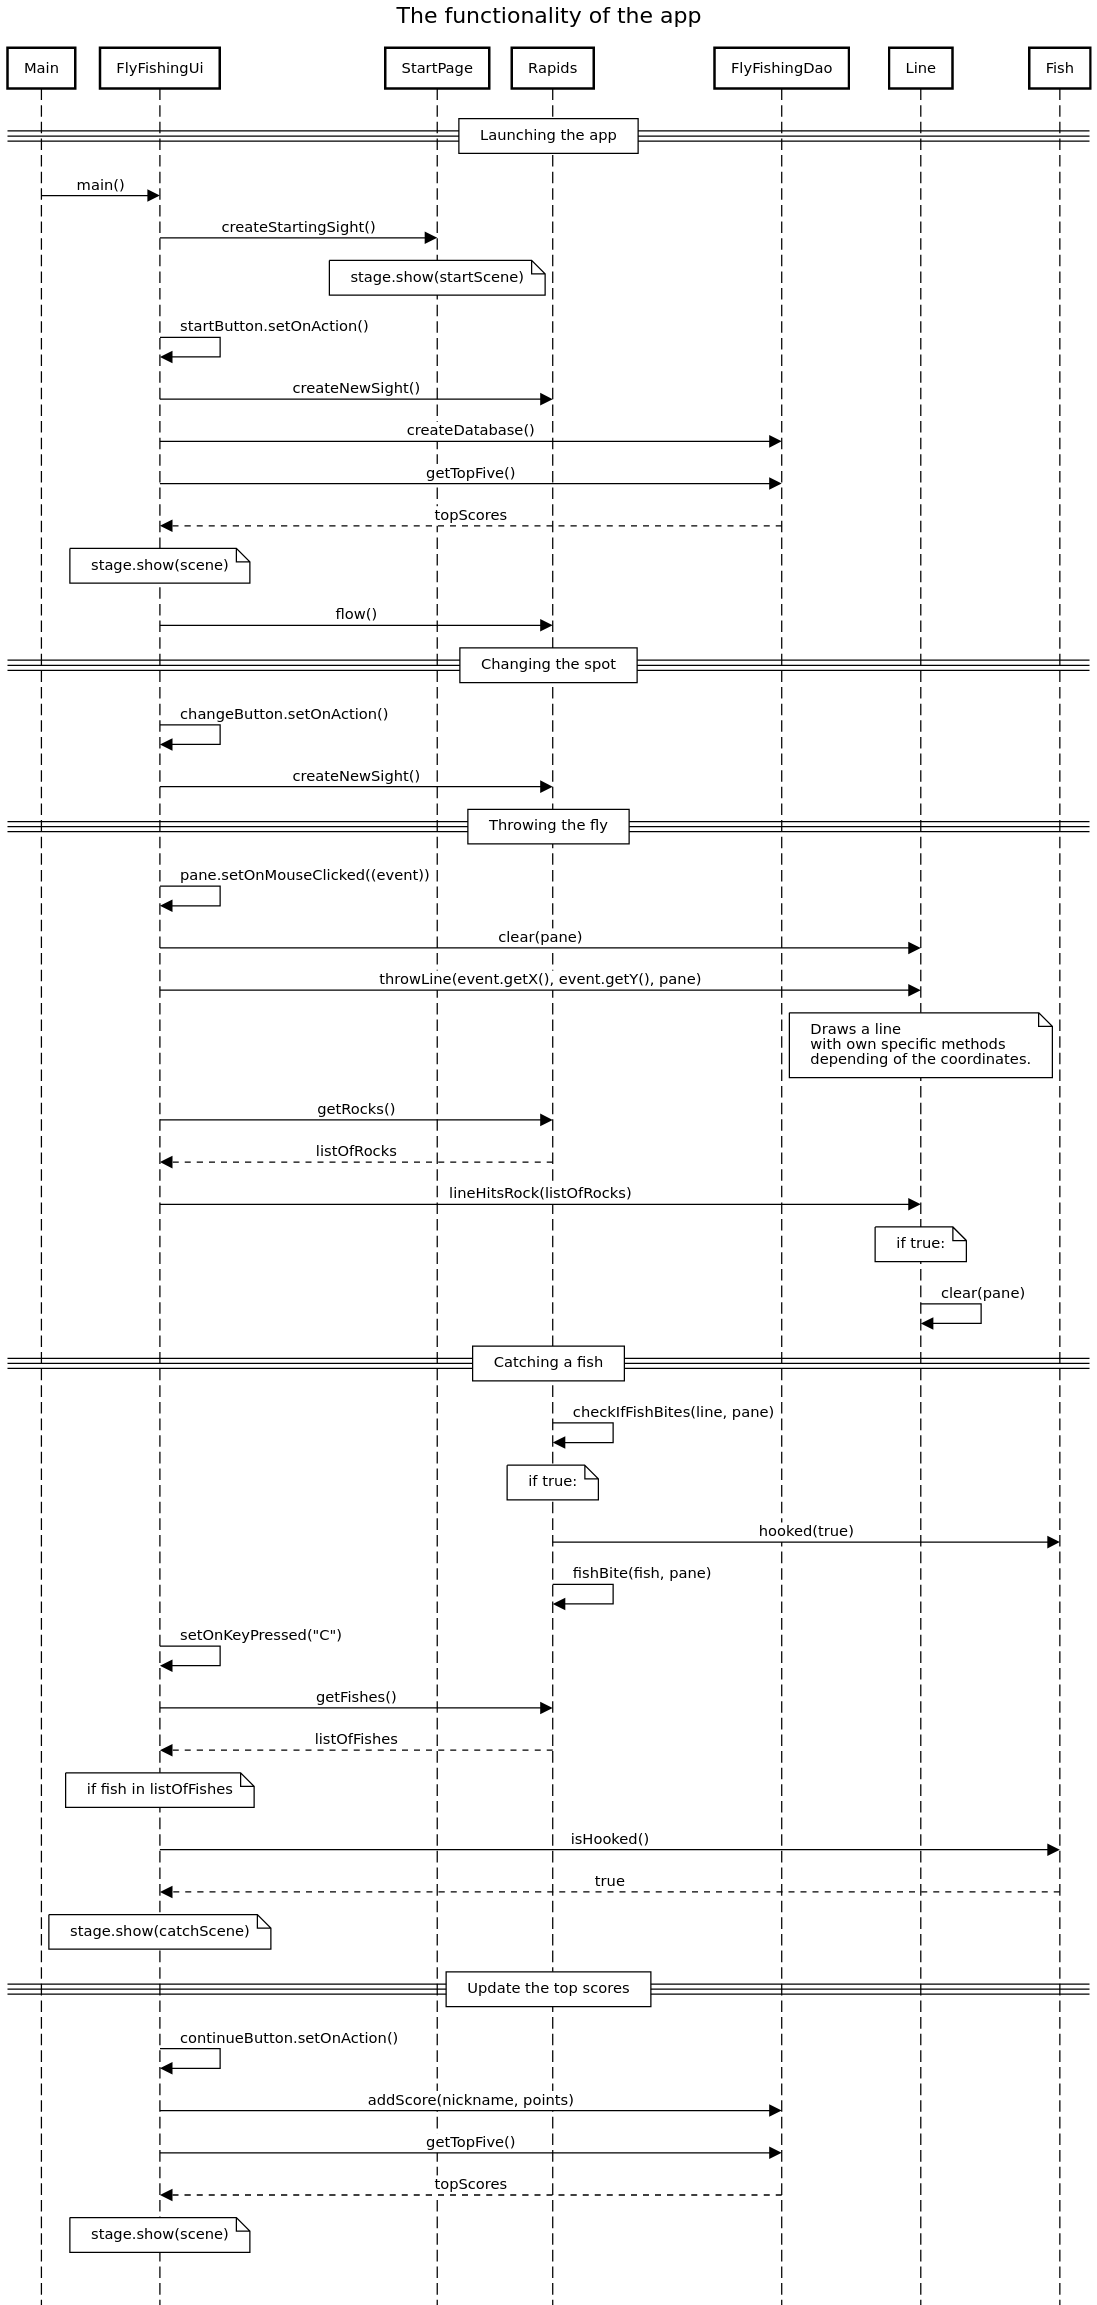 The functionality of the app
Main
FlyFishingUi
StartPage
Rapids
FlyFishingDao
Line
Fish
Launching the app
main()
createStartingSight()
stage.show(startScene)
startButton.setOnAction()
createNewSight()
createDatabase()
getTopFive()
topScores
stage.show(scene)
flow()
Changing the spot
changeButton.setOnAction()
createNewSight()
Throwing the fly
pane.setOnMouseClicked((event))
clear(pane)
throwLine(event.getX(), event.getY(), pane)
Draws a line
with own specific methods
depending of the coordinates.
getRocks()
listOfRocks
lineHitsRock(listOfRocks)
if true:
clear(pane)
Catching a fish
checkIfFishBites(line, pane)
if true:
hooked(true)
fishBite(fish, pane)
setOnKeyPressed("C")
getFishes()
listOfFishes
if fish in listOfFishes
isHooked()
true
stage.show(catchScene)
Update the top scores
continueButton.setOnAction()
addScore(nickname, points)
getTopFive()
topScores
stage.show(scene)